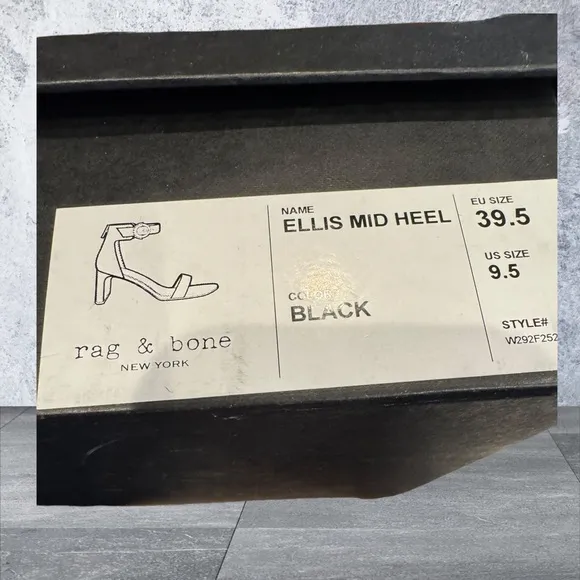 rag & bone
NEW YORK
NAME
ELLIS MID HEEL
COLOR
BLACK
EU SIZE
39.5
US SIZE
9.5
STYLE#
W292F252